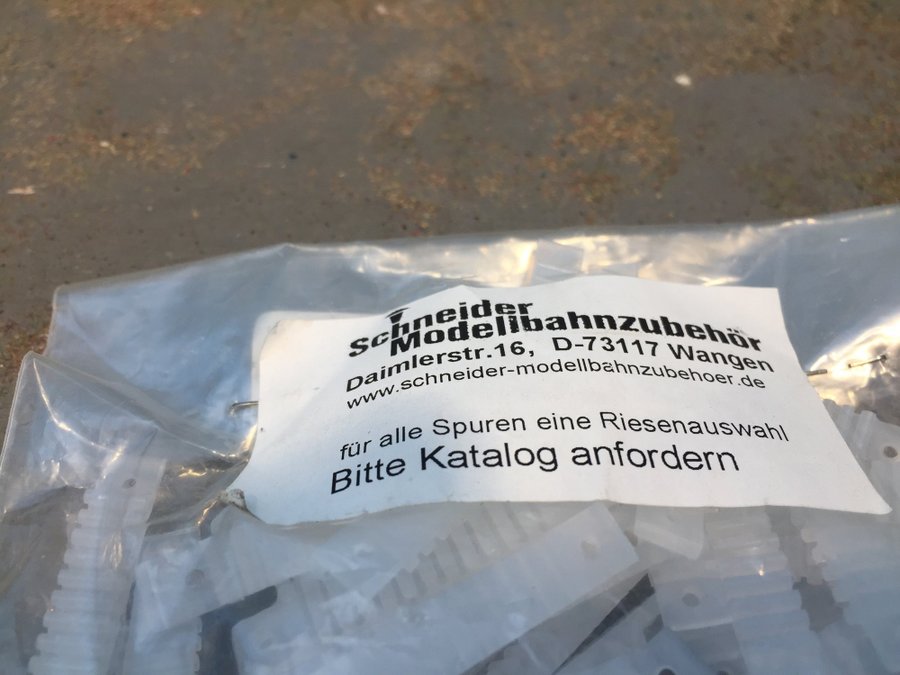 Schneider
Modellbahnzubehör
Daimlerstr.16, D-73117 Wangen
www.schneider-modellbahnzubehoer.de
für alle Spuren eine Riesenauswahl
Bitte Katalog anfordern